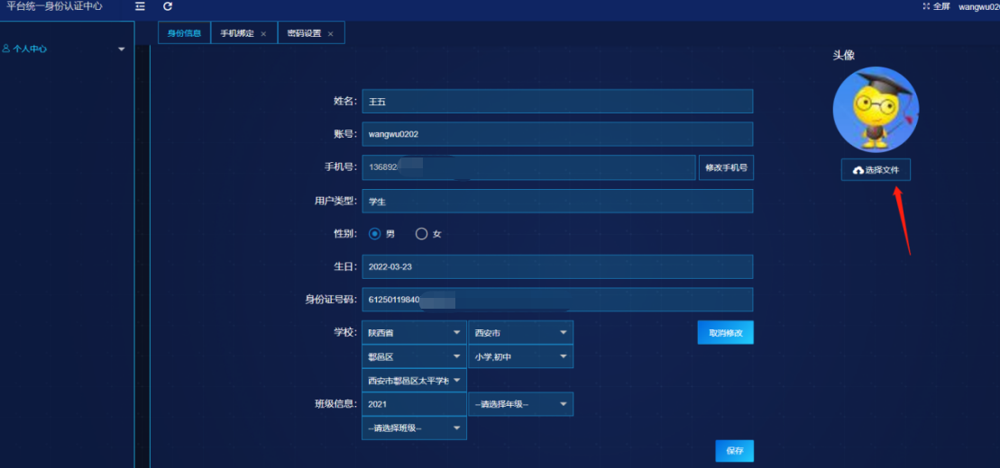 平台统一身份认证中心 全屏 wangwu020
个人中心
身份信息 手机绑定 × 密码设置 ×
头像
姓名: 王五
账号: wangwu0202
手机号: 136892 修改手机号
选择文件
用户类型: 学生
性别: 男 女
生日: 2022-03-23
身份证号码: 61250119840
学校: 陕西省 西安市 取消修改
鄠邑区 小学,初中
西安市鄠邑区太平学校
班级信息: 2021 --请选择年级--
--请选择班级--
保存